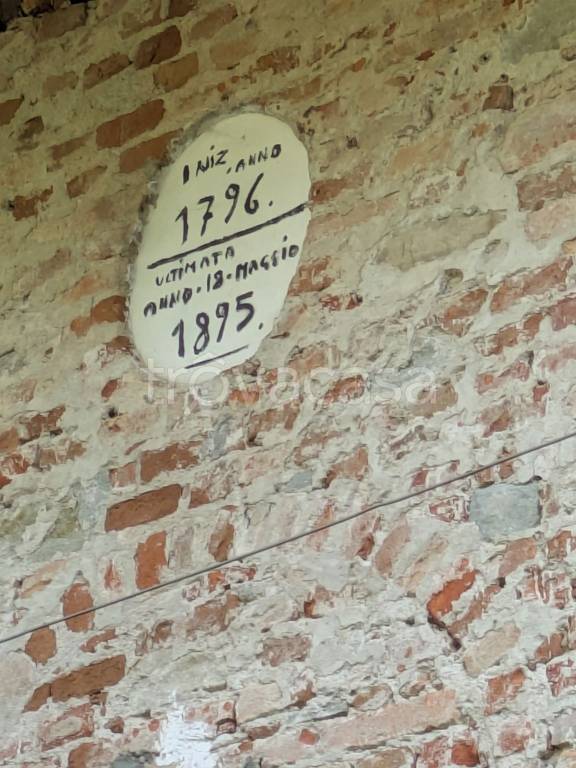 INIZ. ANNO
1796.
ULTIMATA
ANNO·18·MAGGIO
1895.
trovacasa